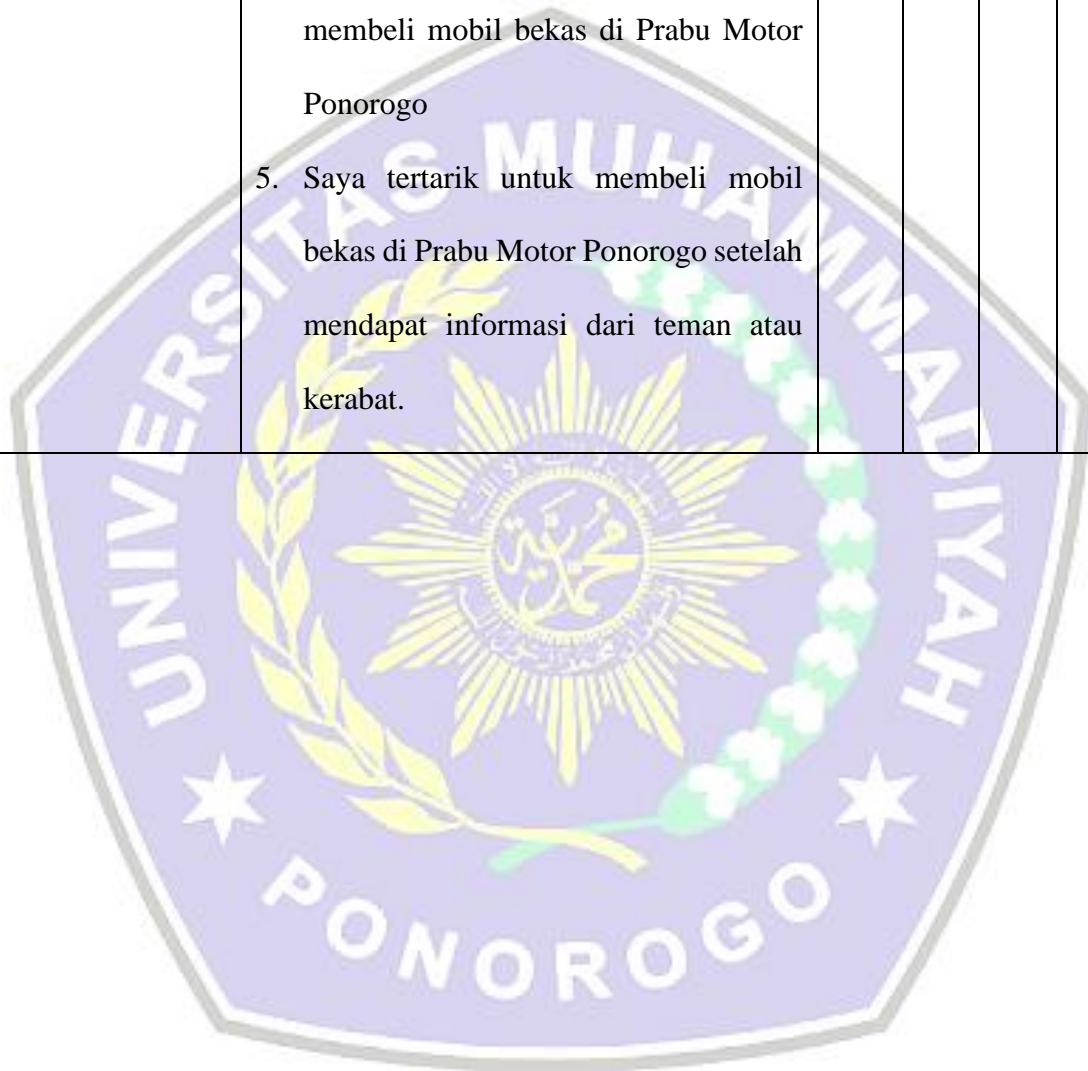 membeli mobil bekas di Prabu Motor
Ponorogo
5. Saya tertarik untuk membeli mobil
bekas di Prabu Motor Ponorogo setelah
mendapat informasi dari teman atau
kerabat.
UNIVERSITAS MUHAMMADIYAH
PONOROGO